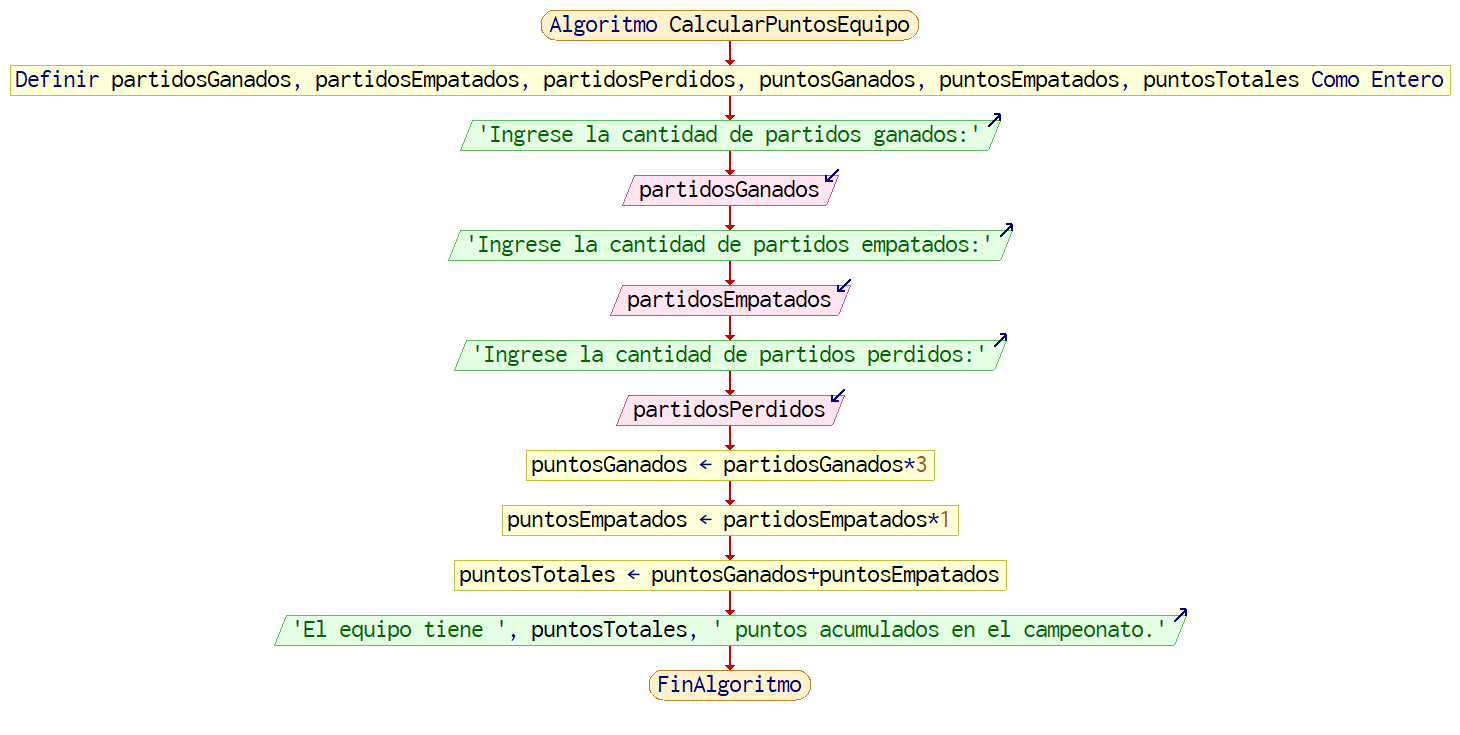 Algoritmo CalcularPuntosEquipo
Definir partidosGanados, partidosEmpatados, partidosPerdidos, puntosGanados, puntosEmpatados, puntosTotales Como Entero
'Ingrese la cantidad de partidos ganados:'
partidosGanados
'Ingrese la cantidad de partidos empatados:'
partidosEmpatados
'Ingrese la cantidad de partidos perdidos:'
partidosPerdidos
puntosGanados ← partidosGanados*3
puntosEmpatados ← partidosEmpatados*1
puntosTotales ← puntosGanados+puntosEmpatados
'El equipo tiene ', puntosTotales, ' puntos acumulados en el campeonato.'
FinAlgoritmo